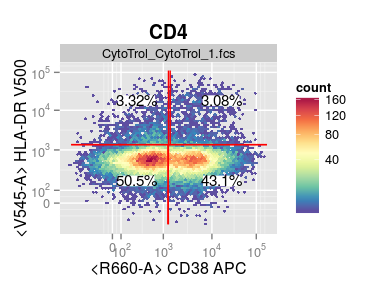 CD4
CytoTrol_CytoTrol_1.fcs
<V545-A> HLA-DR V500
10^5
10^4
10^3
10^2
0
3.32%
3.08%
50.5%
43.1%
0 10^2 10^3 10^4 10^5
<R660-A> CD38 APC
count
160
120
80
40